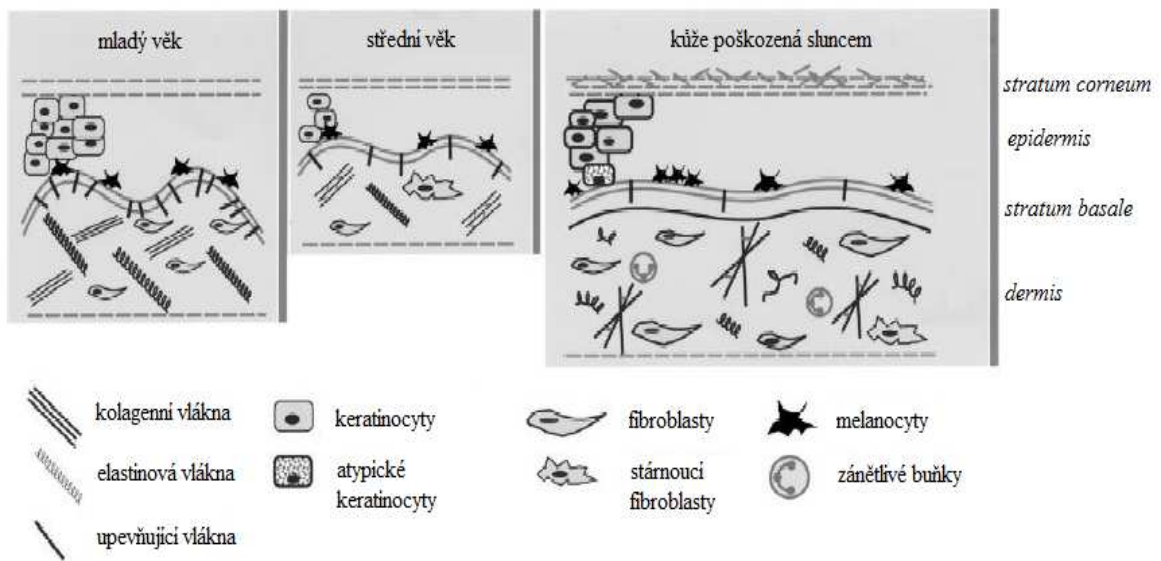 mladý věk
střední věk
kůže poškozená sluncem
stratum corneum
epidermis
stratum basale
dermis
kolagenní vlákna
keratinocyty
fibroblasty
melanocyty
elastinová vlákna
atypické
keratinocyty
stárnoucí
fibroblasty
zánětlivé buňky
upevňující vlákna